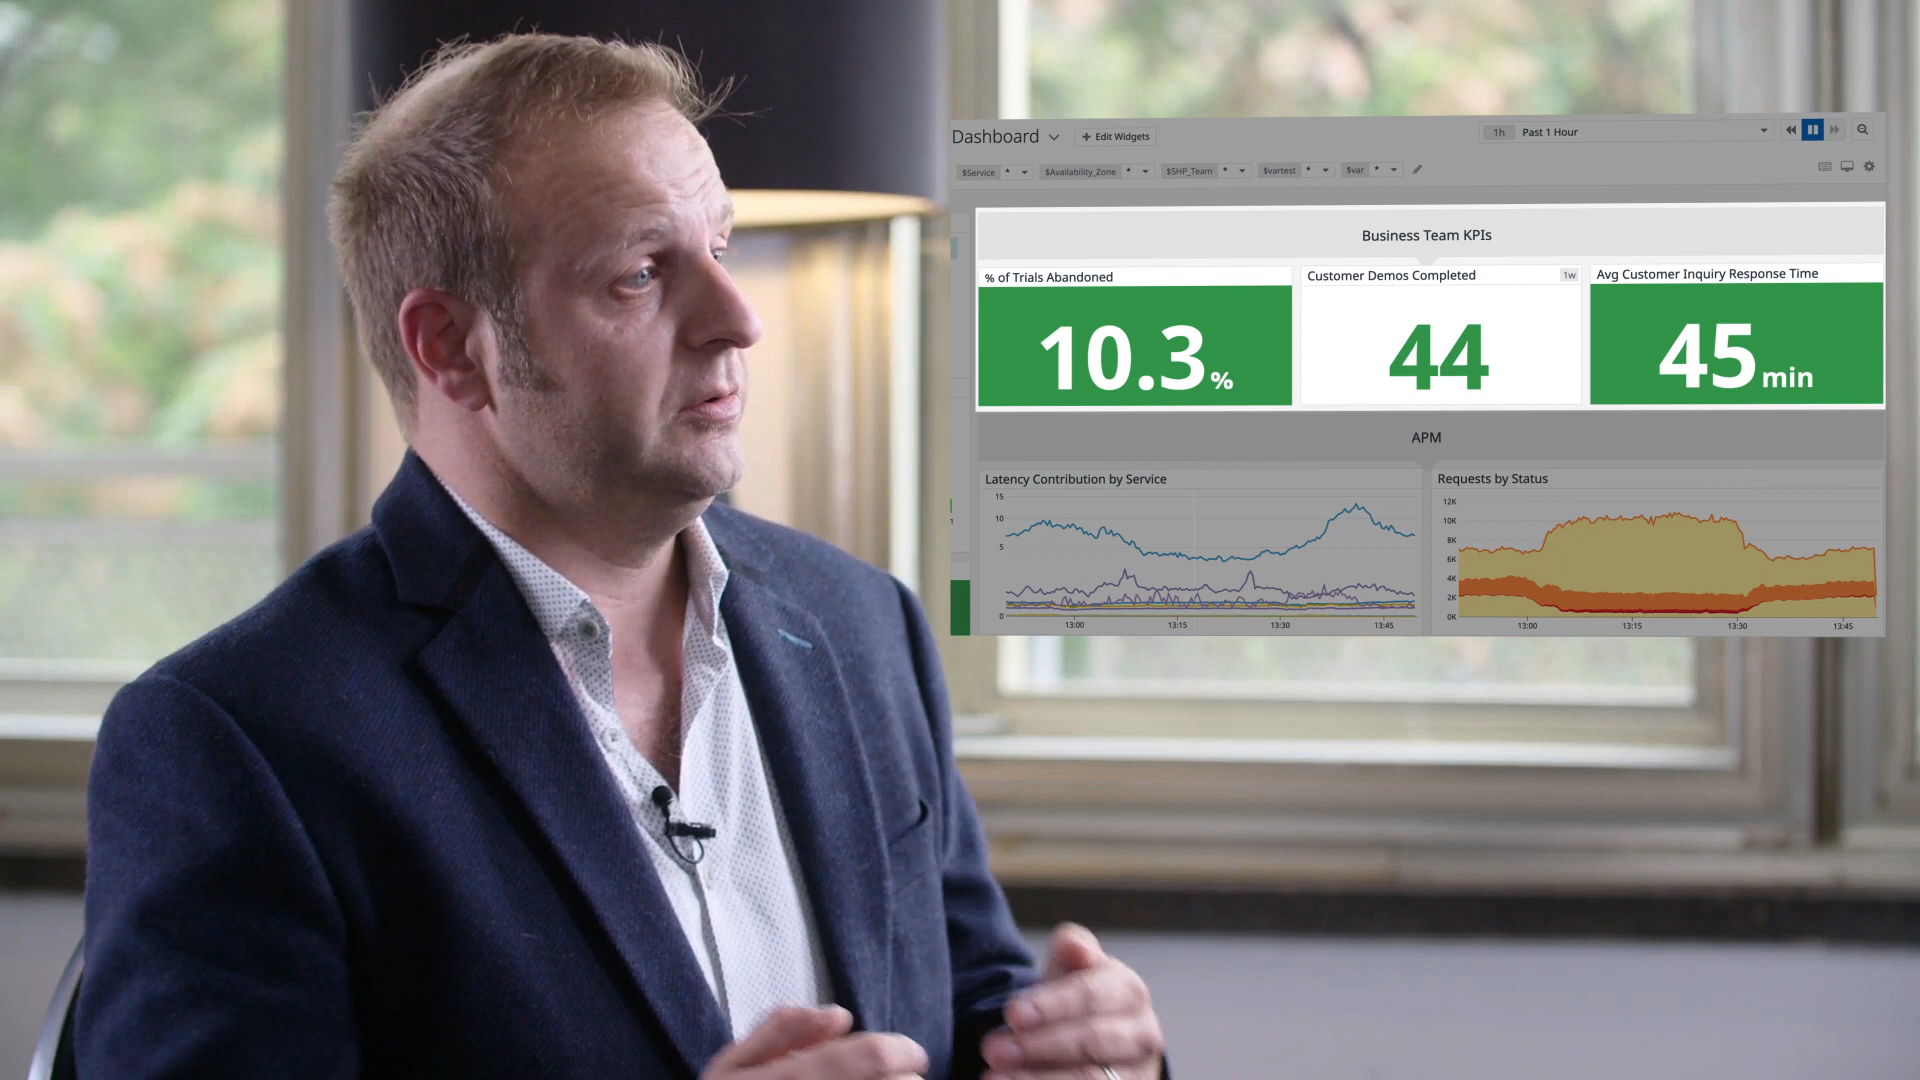 Dashboard
+ Edit Widgets
1h Past 1 Hour
$Service *
$Availability_Zone *
$SHP_Team *
$vartest *
$var *
Business Team KPIs
% of Trials Abandoned
10.3%
Customer Demos Completed 1w
44
Avg Customer Inquiry Response Time
45min
APM
Latency Contribution by Service
15
10
5
0
13:00 13:15 13:30 13:45
Requests by Status
12K
10K
8K
6K
4K
2K
0K
13:00 13:15 13:30 13:45